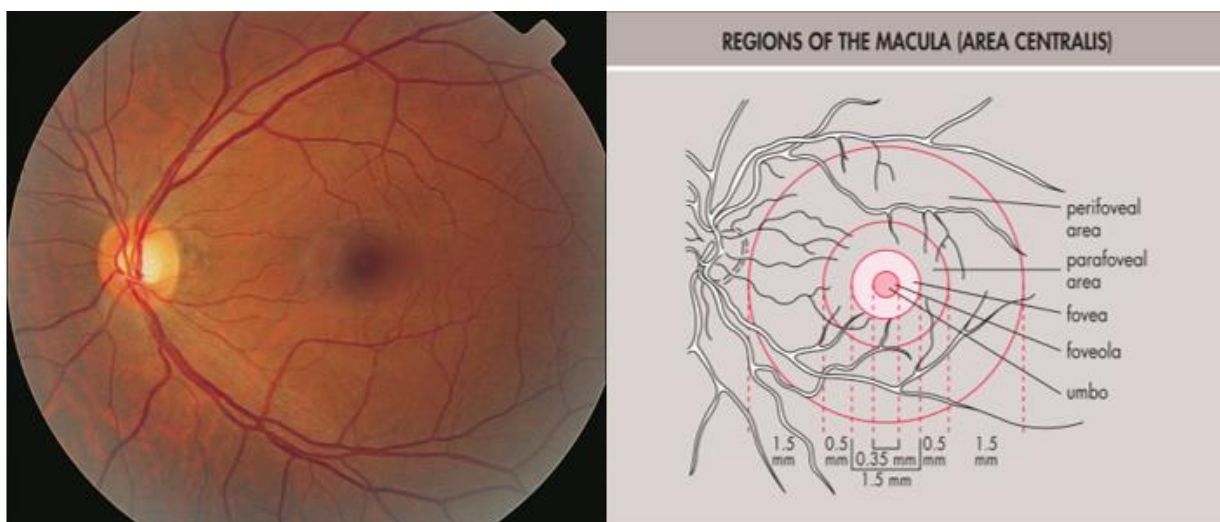 REGIONS OF THE MACULA (AREA CENTRALIS)
perifoveal
area
parafoveal
area
fovea
foveola
umbo
1.5
mm
0.5
mm
0.35 mm
0.5
mm
1.5
mm
1.5 mm